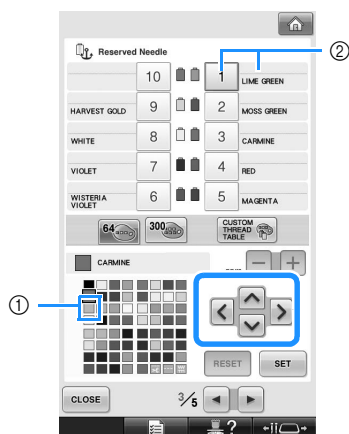 Reserved Needle
10 1 LIME GREEN
②
HARVEST GOLD 9 2 MOSS GREEN
WHITE 8 3 CARMINE
VIOLET 7 4 RED
WISTERIA
VIOLET 6 5 MAGENTA
64 300 CUSTOM
THREAD
TABLE
CARMINE
− +
①
RESET SET
CLOSE 3/5
?